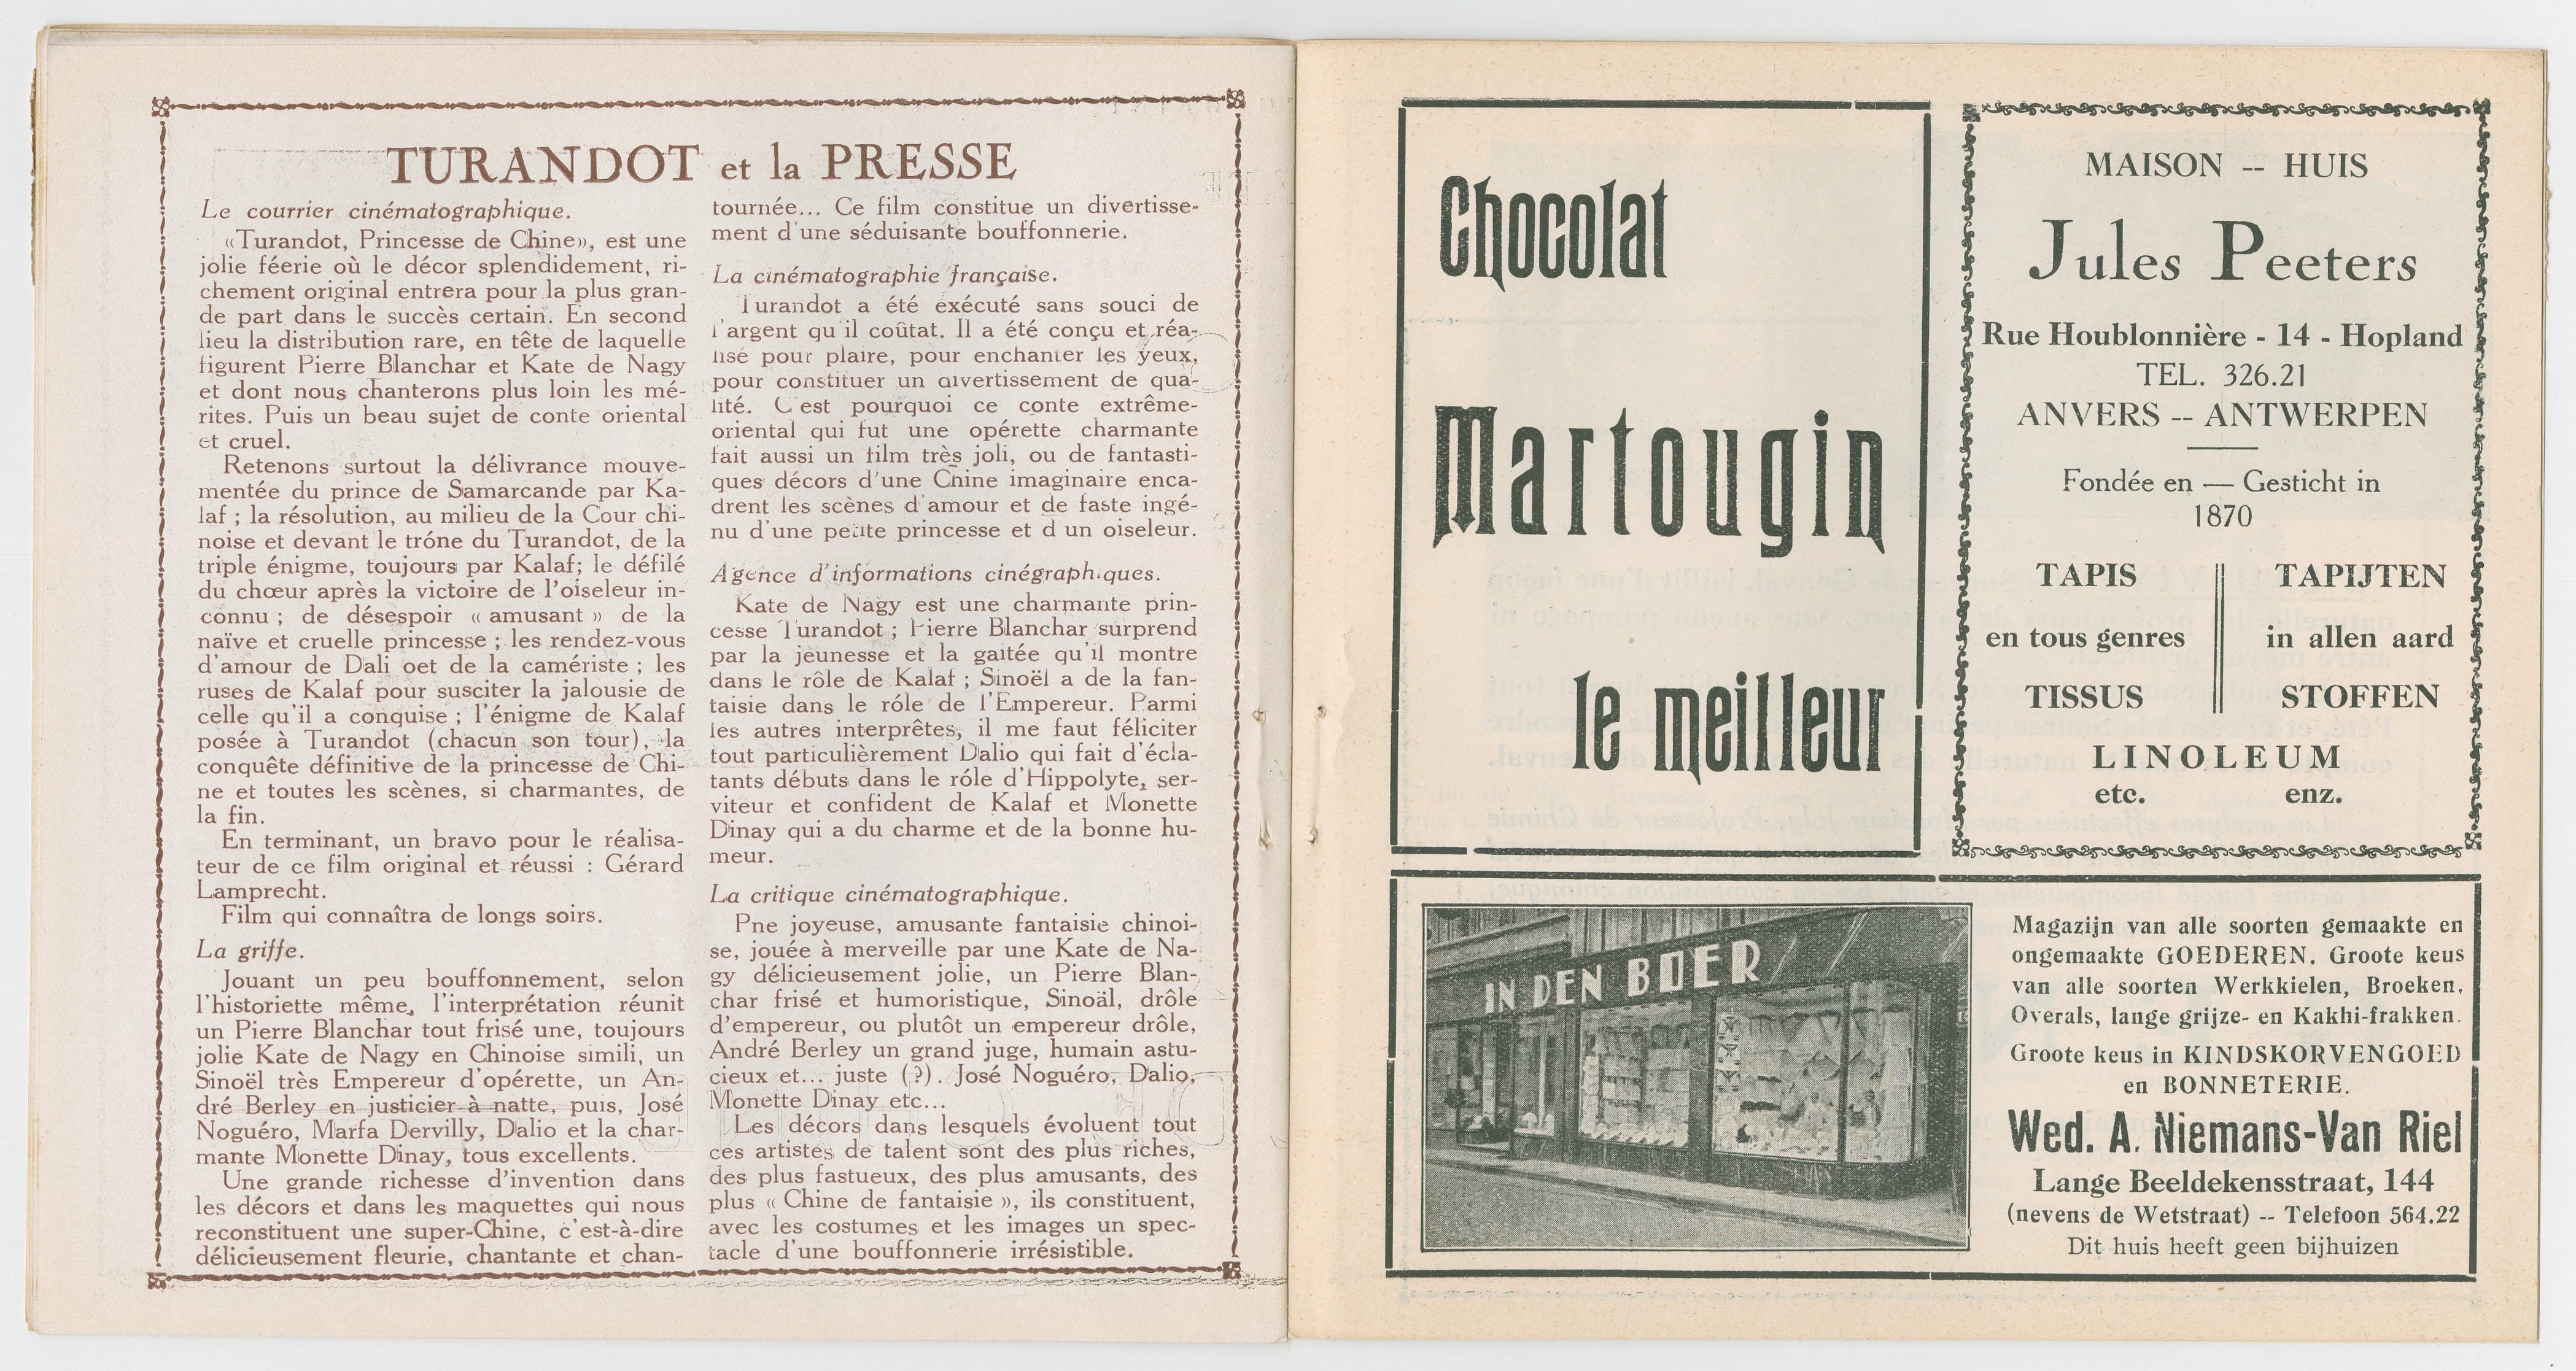 TURANDOT et la PRESSE
Le courrier cinématographique.
«Turandot, Princesse de Chine», est une
jolie féerie où le décor splendidement, ri-
chement original entrera pour la plus gran-
de part dans le succès certain. En second
lieu la distribution rare, en tête de laquelle
figurent Pierre Blanchar et Kate de Nagy
et dont nous chanterons plus loin les mé-
rites. Puis un beau sujet de conte oriental
et cruel.
Retenons surtout la délivrance mouve-
mentée du prince de Samarcande par Ka-
laf ; la résolution, au milieu de la Cour chi-
noise et devant le tróne du Turandot, de la
triple énigme, toujours par Kalaf; le défilé
du chœur après la victoire de l'oiseleur in-
connu ; de désespoir « amusant » de la
naïve et cruelle princesse ; les rendez-vous
d'amour de Dali oet de la camériste ; les
ruses de Kalaf pour susciter la jalousie de
celle qu'il a conquise ; l'énigme de Kalaf
posée à Turandot (chacun son tour), la
conquête définitive de la princesse de Chi-
ne et toutes les scènes, si charmantes, de
la fin.
En terminant, un bravo pour le réalisa-
teur de ce film original et réussi : Gérard
Lamprecht.
Film qui connaîtra de longs soirs.
La griffe.
Jouant un peu bouffonnement, selon
l'historiette même, l'interprétation réunit
un Pierre Blanchar tout frisé une, toujours
jolie Kate de Nagy en Chinoise simili, un
Sinoël très Empereur d'opérette, un An-
dré Berley en justicier à natte, puis, José
Noguéro, Marfa Dervilly, Dalio et la char-
mante Monette Dinay, tous excellents.
Une grande richesse d'invention dans
les décors et dans les maquettes qui nous
reconstituent une super-Chine, c'est-à-dire
délicieusement fleurie, chantante et chan-
tournée... Ce film constitue un divertisse-
ment d'une séduisante bouffonnerie.
La cinématographie française.
Turandot a été exécuté sans souci de
l'argent qu'il coûtat. Il a été conçu et réa-
lisé pour plaire, pour enchanter les yeux,
pour constituer un divertissement de qua-
lité. C'est pourquoi ce conte extrême-
oriental qui fut une opérette charmante
fait aussi un film très joli, ou de fantasti-
ques décors d'une Chine imaginaire enca-
drent les scènes d'amour et de faste ingé-
nu d'une petite princesse et d'un oiseleur.
Agence d'informations cinégraphiques.
Kate de Nagy est une charmante prin-
cesse Turandot ; Pierre Blanchar surprend
par la jeunesse et la gaitée qu'il montre
dans le rôle de Kalaf ; Sinoël a de la fan-
taisie dans le róle de l'Empereur. Parmi
les autres interprêtes, il me faut féliciter
tout particulièrement Dalio qui fait d'écla-
tants débuts dans le róle d'Hippolyte, ser-
viteur et confident de Kalaf et Monette
Dinay qui a du charme et de la bonne hu-
meur.
La critique cinématographique.
Pne joyeuse, amusante fantaisie chinoi-
se, jouée à merveille par une Kate de Na-
gy délicieusement jolie, un Pierre Blan-
char frisé et humoristique, Sinoäl, drôle
d'empereur, ou plutôt un empereur drôle,
André Berley un grand juge, humain astu-
cieux et... juste (?). José Noguéro, Dalio,
Monette Dinay etc...
Les décors dans lesquels évoluent tout
ces artistes de talent sont des plus riches,
des plus fastueux, des plus amusants, des
plus « Chine de fantaisie », ils constituent,
avec les costumes et les images un spec-
tacle d'une bouffonnerie irrésistible.
Chocolat
Martougin
le meilleur
MAISON -- HUIS
Jules Peeters
Rue Houblonnière - 14 - Hopland
TEL. 326.21
ANVERS -- ANTWERPEN
Fondée en — Gesticht in
1870
TAPIS TAPIJTEN
en tous genres in allen aard
TISSUS STOFFEN
LINOLEUM
etc. enz.
IN DEN BOER
Magazijn van alle soorten gemaakte en
ongemaakte GOEDEREN. Groote keus
van alle soorten Werkkielen, Broeken,
Overals, lange grijze- en Kakhi-frakken.
Groote keus in KINDSKORVENGOED
en BONNETERIE.
Wed. A. Niemans-Van Riel
Lange Beeldekensstraat, 144
(nevens de Wetstraat) -- Telefoon 564.22
Dit huis heeft geen bijhuizen